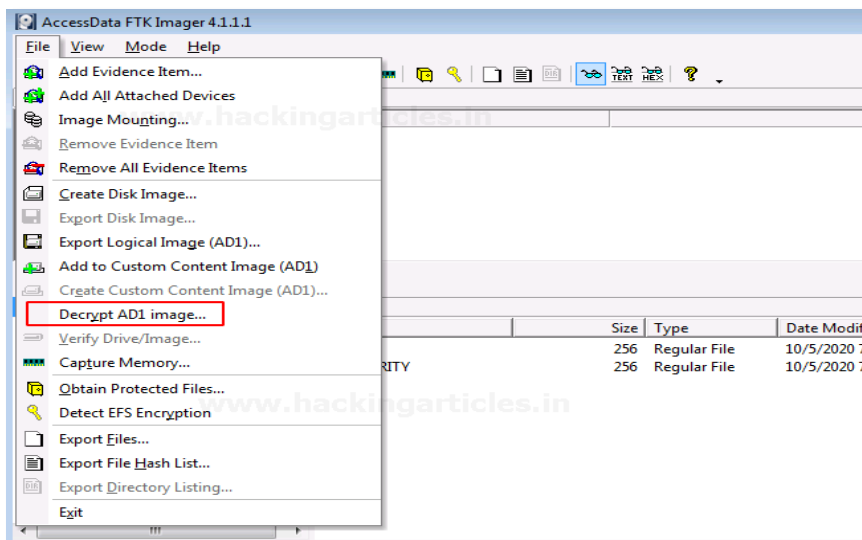 AccessData FTK Imager 4.1.1.1
File View Mode Help
Add Evidence Item...
Add All Attached Devices
Image Mounting...
Remove Evidence Item
Remove All Evidence Items
Create Disk Image...
Export Disk Image...
Export Logical Image (AD1)...
Add to Custom Content Image (AD1)
Create Custom Content Image (AD1)...
Decrypt AD1 image...
Verify Drive/Image...
Capture Memory...
Obtain Protected Files...
Detect EFS Encryption
Export Files...
Export File Hash List...
Export Directory Listing...
Exit
TEXT HEX
Size Type Date Modif
256 Regular File 10/5/2020 7
RITY 256 Regular File 10/5/2020 7
w.hackingarticles.in
www.hackingarticles.in